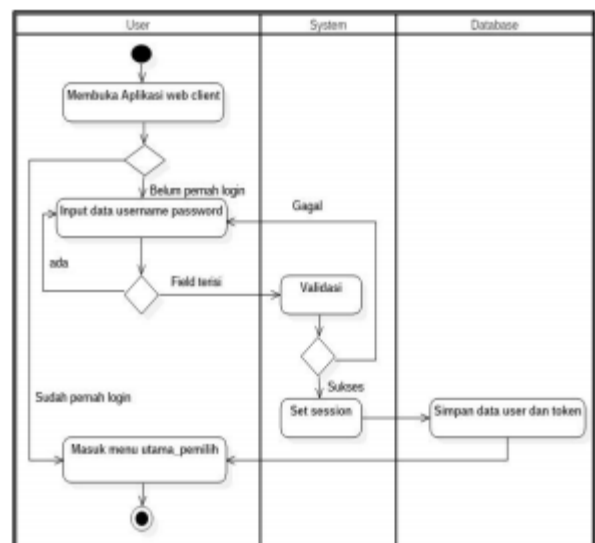 User
System
Database
Membuka Aplikasi web client
Belum pernah login
Input data username password
Gagal
ada
Field terisi
Validasi
Sukses
Sudah pernah login
Set session
Simpan data user dan token
Masuk menu utama_pemilih